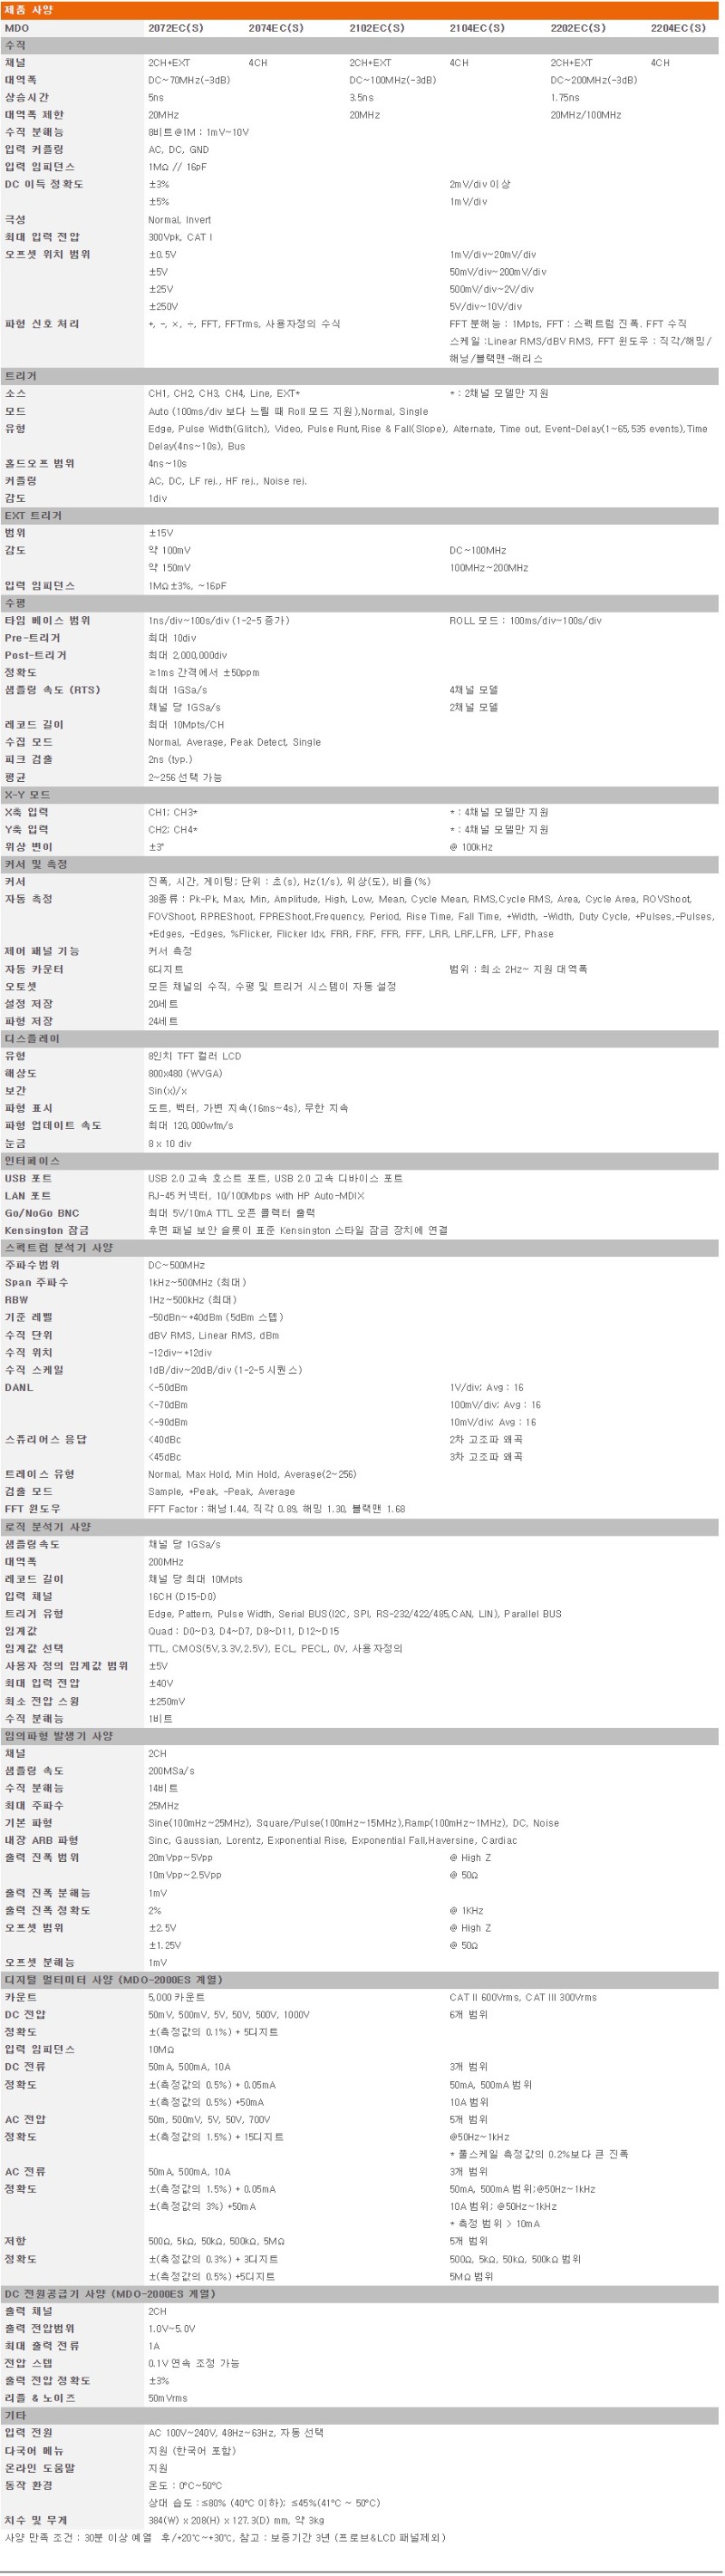 제품 사양
MDO 2072EC(S) 2074EC(S) 2102EC(S) 2104EC(S) 2202EC(S) 2204EC(S)
수직
채널 2CH+EXT 4CH 2CH+EXT 4CH 2CH+EXT 4CH
대역폭 DC~70MHz(-3dB) DC~100MHz(-3dB) DC~200MHz(-3dB)
상승시간 5ns 3.5ns 1.75ns
대역폭 제한 20MHz 20MHz 20MHz/100MHz
수직 분해능 8비트@1M : 1mV~10V
입력 커플링 AC, DC, GND
입력 임피던스 1MΩ // 16pF
DC 이득 정확도 ±3% 2mV/div 이상
±5% 1mV/div
극성 Normal, Invert
최대 입력 전압 300Vpk, CAT I
오프셋 위치 범위 ±0.5V 1mV/div~20mV/div
±5V 50mV/div~200mV/div
±25V 500mV/div~2V/div
±250V 5V/div~10V/div
파형 신호 처리 +, -, ×, ÷, FFT, FFTrms, 사용자정의 수식 FFT 분해능 : 1Mpts, FFT : 스펙트럼 진폭. FFT 수직
스케일 :Linear RMS/dBV RMS, FFT 윈도우 : 직각/해밍/
해닝/블랙맨-해리스
트리거
소스 CH1, CH2, CH3, CH4, Line, EXT* * : 2채널 모델만 지원
모드 Auto (100ms/div 보다 느릴 때 Roll 모드 지원),Normal, Single
유형 Edge, Pulse Width(Glitch), Video, Pulse Runt,Rise & Fall(Slope), Alternate, Time out, Event-Delay(1~65,535 events),Time
Delay(4ns~10s), Bus
홀드오프 범위 4ns~10s
커플링 AC, DC, LF rej., HF rej., Noise rej.
감도 1div
EXT 트리거
범위 ±15V
감도 약 100mV DC~100MHz
약 150mV 100MHz~200MHz
입력 임피던스 1MΩ±3%, ~16pF
수평
타임 베이스 범위 1ns/div~100s/div (1-2-5 증가) ROLL 모드 : 100ms/div~100s/div
Pre-트리거 최대 10div
Post-트리거 최대 2,000,000div
정확도 ≥1ms 간격에서 ±50ppm
샘플링 속도 (RTS) 최대 1GSa/s 4채널 모델
채널 당 1GSa/s 2채널 모델
레코드 길이 최대 10Mpts/CH
수집 모드 Normal, Average, Peak Detect, Single
피크 검출 2ns (typ.)
평균 2~256 선택 가능
X-Y 모드
X축 입력 CH1; CH3* * : 4채널 모델만 지원
Y축 입력 CH2; CH4* * : 4채널 모델만 지원
위상 변이 ±3° @ 100kHz
커서 및 측정
커서 진폭, 시간, 게이팅; 단위 : 초(s), Hz(1/s), 위상(도), 비율(%)
자동 측정 38종류 : Pk-Pk, Max, Min, Amplitude, High, Low, Mean, Cycle Mean, RMS,Cycle RMS, Area, Cycle Area, ROVShoot,
FOVShoot, RPREShoot, FPREShoot,Frequency, Period, Rise Time, Fall Time, +Width, -Width, Duty Cycle, +Pulses,-Pulses,
+Edges, -Edges, %Flicker, Flicker Idx, FRR, FRF, FFR, FFF, LRR, LRF,LFR, LFF, Phase
제어 패널 기능 커서 측정
자동 카운터 6디지트 범위 : 최소 2Hz~ 지원 대역폭
오토셋 모든 채널의 수직, 수평 및 트리거 시스템이 자동 설정
설정 저장 20세트
파형 저장 24세트
디스플레이
유형 8인치 TFT 컬러 LCD
해상도 800x480 (WVGA)
보간 Sin(x)/x
파형 표시 도트, 벡터, 가변 지속(16ms~4s), 무한 지속
파형 업데이트 속도 최대 120,000wfm/s
눈금 8 x 10 div
인터페이스
USB 포트 USB 2.0 고속 호스트 포트, USB 2.0 고속 디바이스 포트
LAN 포트 RJ-45 커넥터, 10/100Mbps with HP Auto-MDIX
Go/NoGo BNC 최대 5V/10mA TTL 오픈 콜렉터 출력
Kensington 잠금 후면 패널 보안 슬롯이 표준 Kensington 스타일 잠금 장치에 연결
스펙트럼 분석기 사양
주파수범위 DC~500MHz
Span 주파수 1kHz~500MHz (최대)
RBW 1Hz~500kHz (최대)
기준 레벨 -50dBn~+40dBm (5dBm 스텝)
수직 단위 dBV RMS, Linear RMS, dBm
수직 위치 -12div~+12div
수직 스케일 1dB/div~20dB/div (1-2-5 시퀀스)
DANL <-50dBm 1V/div; Avg : 16
<-70dBm 100mV/div; Avg : 16
<-90dBm 10mV/div; Avg : 16
스퓨리어스 응답 <40dBc 2차 고조파 왜곡
<45dBc 3차 고조파 왜곡
트레이스 유형 Normal, Max Hold, Min Hold, Average(2~256)
검출 모드 Sample, +Peak, -Peak, Average
FFT 윈도우 FFT Factor : 해닝 1.44, 직각 0.89, 해밍 1.30, 블랙맨 1.68
로직 분석기 사양
샘플링속도 채널 당 1GSa/s
대역폭 200MHz
레코드 길이 채널 당 최대 10Mpts
입력 채널 16CH (D15-D0)
트리거 유형 Edge, Pattern, Pulse Width, Serial BUS(I2C, SPI, RS-232/422/485,CAN, LIN), Parallel BUS
임계값 Quad : D0~D3, D4~D7, D8~D11, D12~D15
임계값 선택 TTL, CMOS(5V,3.3V,2.5V), ECL, PECL, 0V, 사용자정의
사용자 정의 임계값 범위 ±5V
최대 입력 전압 ±40V
최소 전압 스윙 ±250mV
수직 분해능 1비트
임의파형 발생기 사양
채널 2CH
샘플링 속도 200MSa/s
수직 분해능 14비트
최대 주파수 25MHz
기본 파형 Sine(100mHz~25MHz), Square/Pulse(100mHz~15MHz),Ramp(100mHz~1MHz), DC, Noise
내장 ARB 파형 Sinc, Gaussian, Lorentz, Exponential Rise, Exponential Fall,Haversine, Cardiac
출력 진폭 범위 20mVpp~5Vpp @ High Z
10mVpp~2.5Vpp @ 50Ω
출력 진폭 분해능 1mV
출력 진폭 정확도 2% @ 1KHz
오프셋 범위 ±2.5V @ High Z
±1.25V @ 50Ω
오프셋 분해능 1mV
디지털 멀티미터 사양 (MDO-2000ES 계열)
카운트 5,000 카운트 CAT II 600Vrms, CAT III 300Vrms
DC 전압 50mV, 500mV, 5V, 50V, 500V, 1000V 6개 범위
정확도 ±(측정값의 0.1%) + 5디지트
입력 임피던스 10MΩ
DC 전류 50mA, 500mA, 10A 3개 범위
정확도 ±(측정값의 0.5%) + 0.05mA 50mA, 500mA 범위
±(측정값의 0.5%) +50mA 10A 범위
AC 전압 50m, 500mV, 5V, 50V, 700V 5개 범위
정확도 ±(측정값의 1.5%) + 15디지트 @50Hz~1kHz
* 풀스케일 측정값의 0.2%보다 큰 진폭
AC 전류 50mA, 500mA, 10A 3개 범위
정확도 ±(측정값의 1.5%) + 0.05mA 50mA, 500mA 범위;@50Hz~1kHz
±(측정값의 3%) +50mA 10A 범위; @50Hz~1kHz
* 측정 범위 > 10mA
저항 500Ω, 5kΩ, 50kΩ, 500kΩ, 5MΩ 5개 범위
정확도 ±(측정값의 0.3%) + 3디지트 500Ω, 5kΩ, 50kΩ, 500kΩ 범위
±(측정값의 0.5%) +5디지트 5MΩ 범위
DC 전원공급기 사양 (MDO-2000ES 계열)
출력 채널 2CH
출력 전압범위 1.0V~5.0V
최대 출력 전류 1A
전압 스텝 0.1V 연속 조정 가능
출력 전압 정확도 ±3%
리플 & 노이즈 50mVrms
기타
입력 전원 AC 100V~240V, 48Hz~63Hz, 자동 선택
다국어 메뉴 지원 (한국어 포함)
온라인 도움말 지원
동작 환경 온도 : 0℃~50℃
상대 습도 : ≤80% (40℃ 이하); ≤45%(41℃ ~ 50℃)
치수 및 무게 384(W) x 208(H) x 127.3(D) mm, 약 3kg
사양 만족 조건 : 30분 이상 예열 후/+20℃~+30℃, 참고 : 보증기간 3년 (프로브&LCD 패널제외)